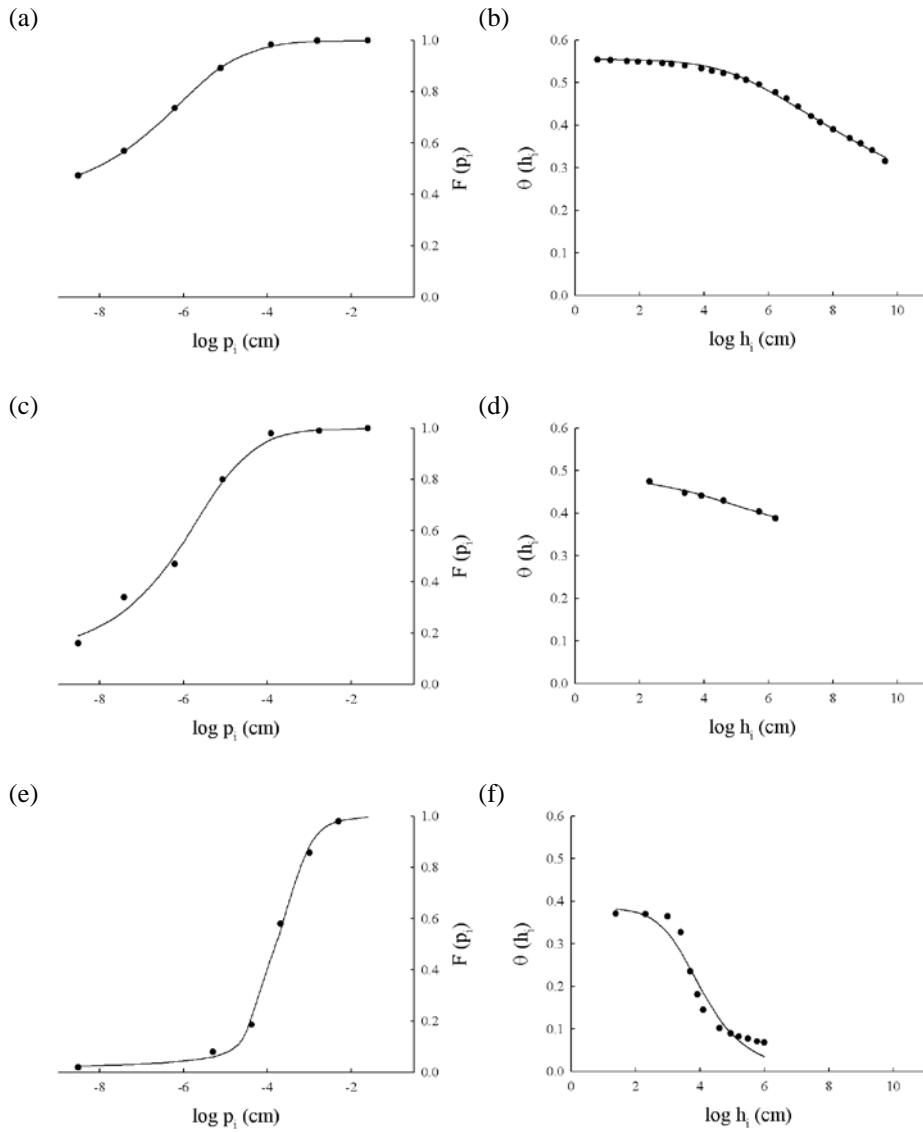 (a)
1.0
0.8
0.6
0.4
0.2
0.0
F (pᵢ)
-8 -6 -4 -2
log pᵢ (cm)
(b)
0.6
0.5
0.4
0.3
0.2
0.1
0.0
θ (hᵢ)
0 2 4 6 8 10
log hᵢ (cm)
(c)
1.0
0.8
0.6
0.4
0.2
0.0
F (pᵢ)
-8 -6 -4 -2
log pᵢ (cm)
(d)
0.6
0.5
0.4
0.3
0.2
0.1
0.0
θ (hᵢ)
0 2 4 6 8 10
log hᵢ (cm)
(e)
1.0
0.8
0.6
0.4
0.2
0.0
F (pᵢ)
-8 -6 -4 -2
log pᵢ (cm)
(f)
0.6
0.5
0.4
0.3
0.2
0.1
0.0
θ (hᵢ)
0 2 4 6 8 10
log hᵢ (cm)